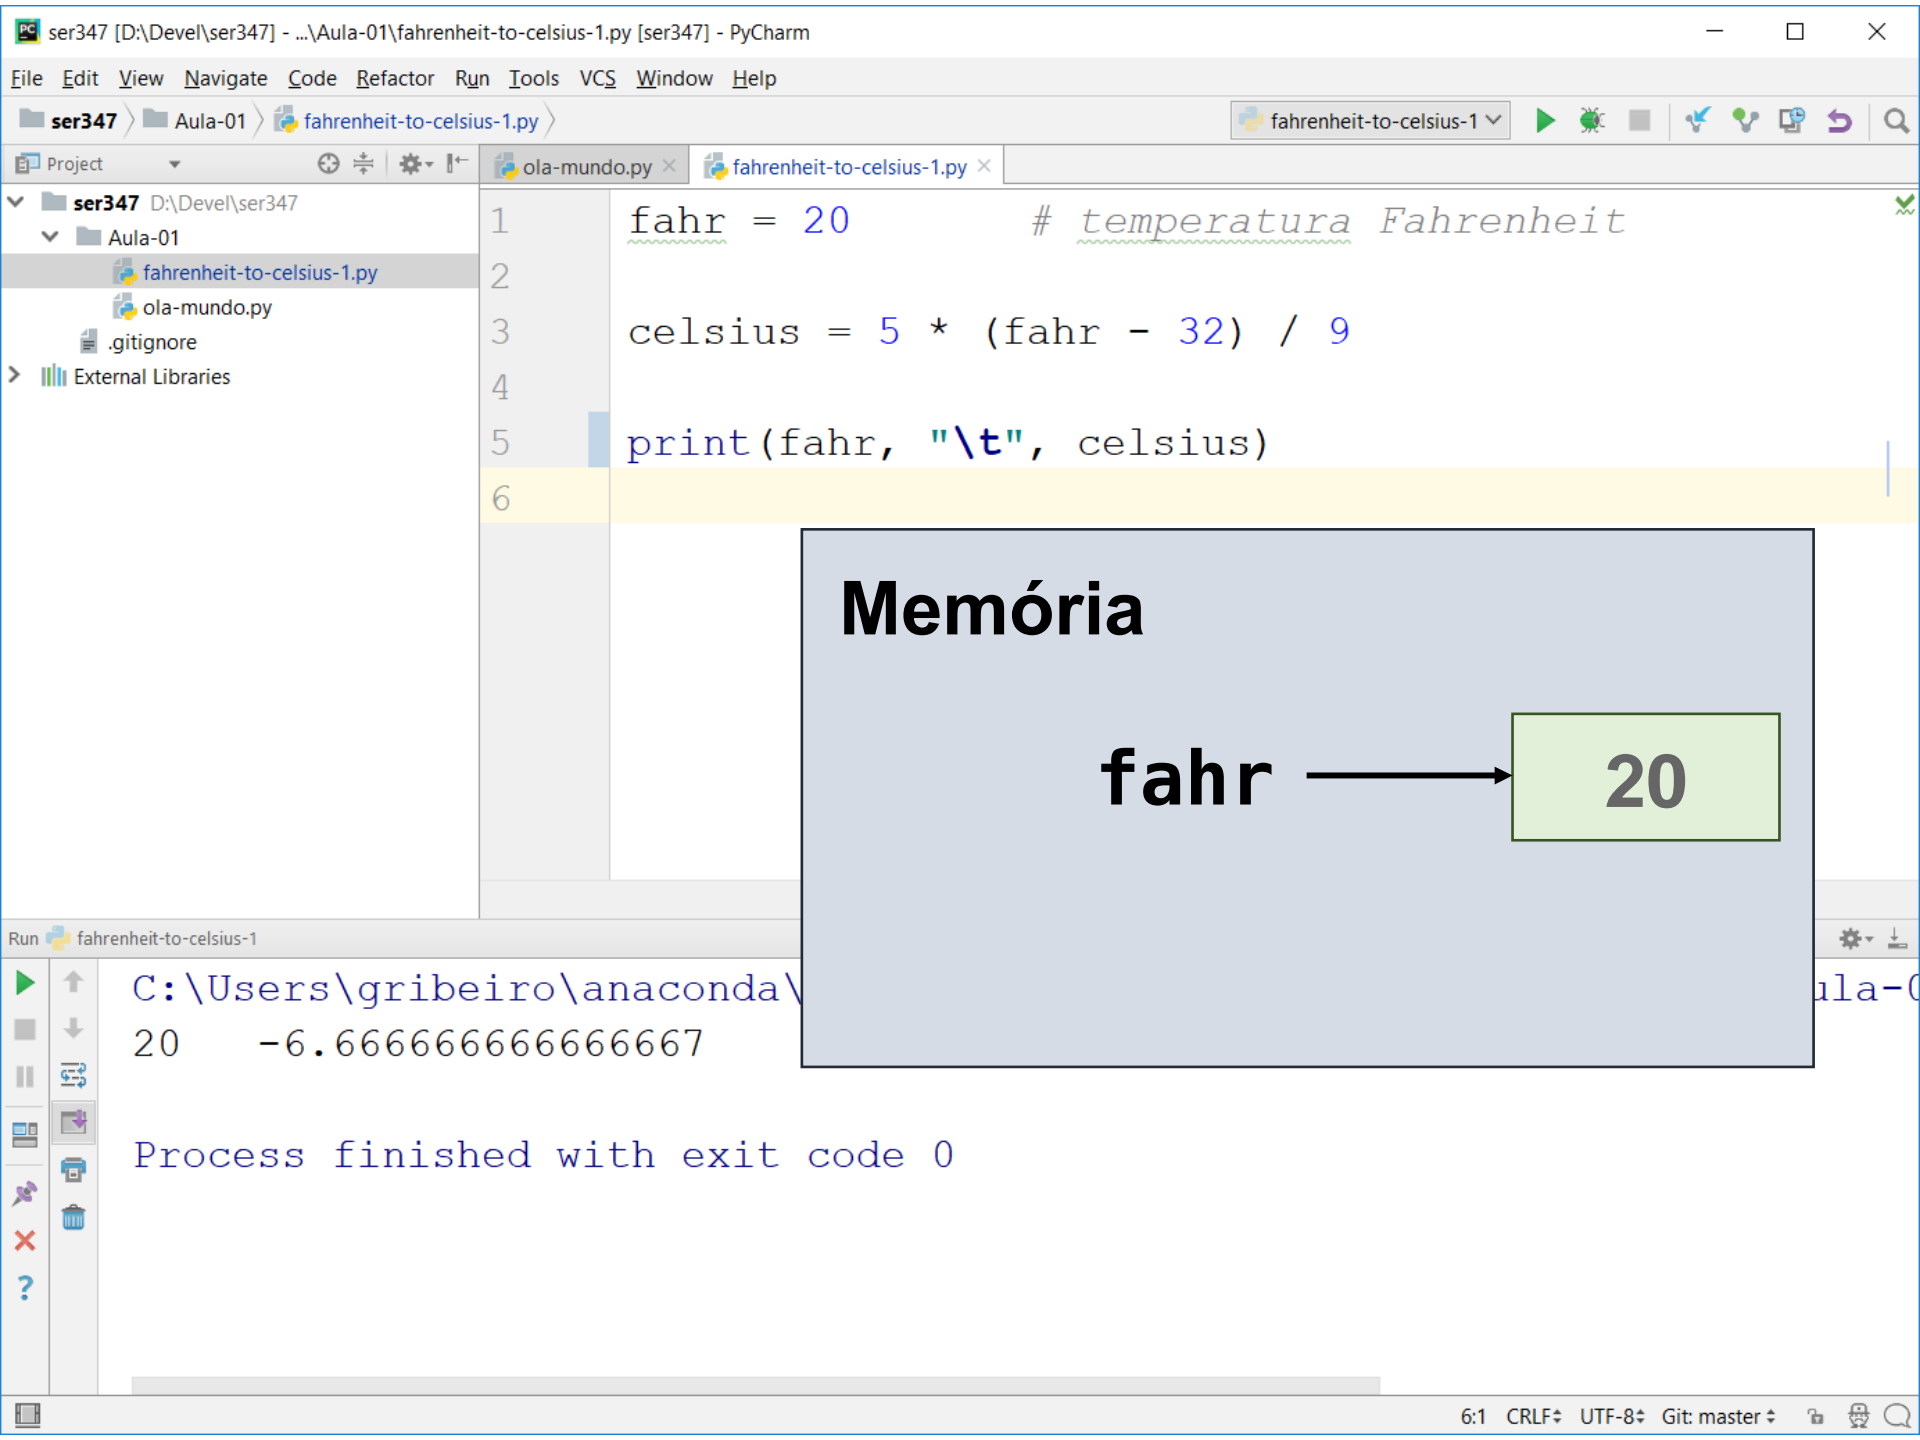 ser347 [D:\Devel\ser347] - ...\Aula-01\fahrenheit-to-celsius-1.py [ser347] - PyCharm
File Edit View Navigate Code Refactor Run Tools VCS Window Help
ser347 Aula-01 fahrenheit-to-celsius-1.py fahrenheit-to-celsius-1
Project
ola-mundo.py fahrenheit-to-celsius-1.py
ser347 D:\Devel\ser347
Aula-01
fahrenheit-to-celsius-1.py
ola-mundo.py
.gitignore
External Libraries
1 fahr = 20 # temperatura Fahrenheit
2
3 celsius = 5 * (fahr - 32) / 9
4
5 print(fahr, "\t", celsius)
6
Memória
fahr 20
Run fahrenheit-to-celsius-1
C:\Users\gribeiro\anaconda\
20 -6.666666666666667
Process finished with exit code 0
6:1 CRLF UTF-8 Git: master